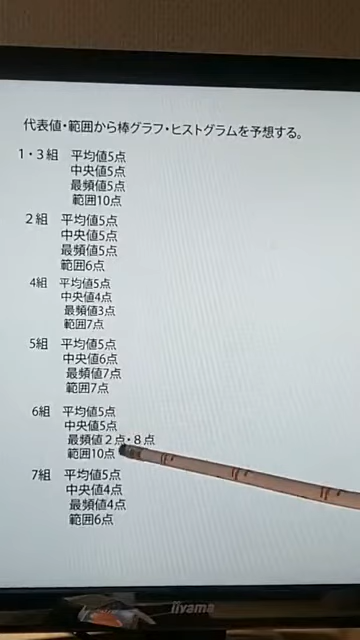 代表値・範囲から棒グラフ・ヒストグラムを予想する。
1・3組 平均値5点
中央値5点
最頻値5点
範囲10点
2組 平均値5点
中央値5点
最頻値5点
範囲6点
4組 平均値5点
中央値4点
最頻値3点
範囲7点
5組 平均値5点
中央値6点
最頻値7点
範囲7点
6組 平均値5点
中央値5点
最頻値2点・8点
範囲10点
7組 平均値5点
中央値4点
最頻値4点
範囲6点
iiyama